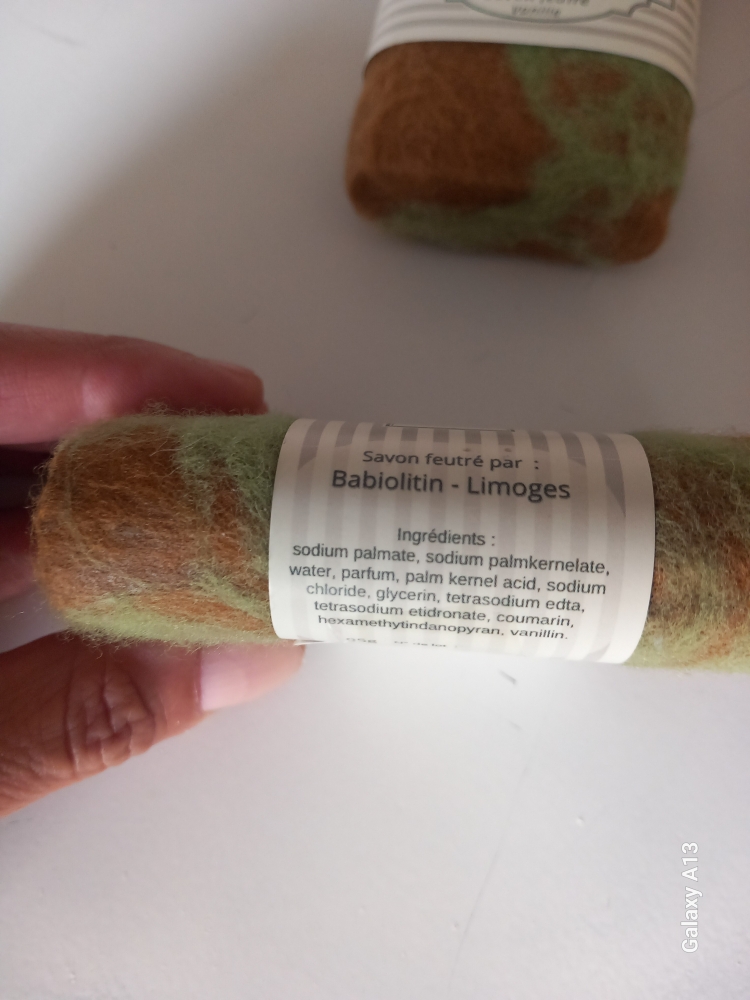 vanille
Savon feutré par :
Babiolitin - Limoges
Ingrédients :
sodium palmate, sodium palmkernelate,
water, parfum, palm kernel acid, sodium
chloride, glycerin, tetrasodium edta,
tetrasodium etidronate, coumarin,
hexamethytindanopyran, vanillin.
Galaxy A13